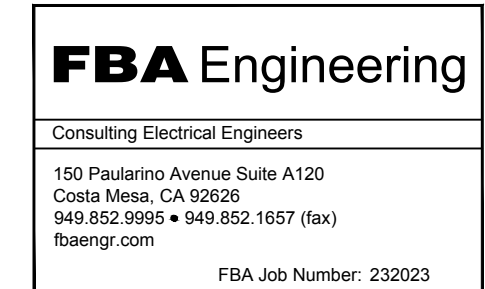 FBA Engineering
Consulting Electrical Engineers
150 Paularino Avenue Suite A120
Costa Mesa, CA 92626
949.852.9995 • 949.852.1657 (fax)
fbaengr.com
FBA Job Number: 232023